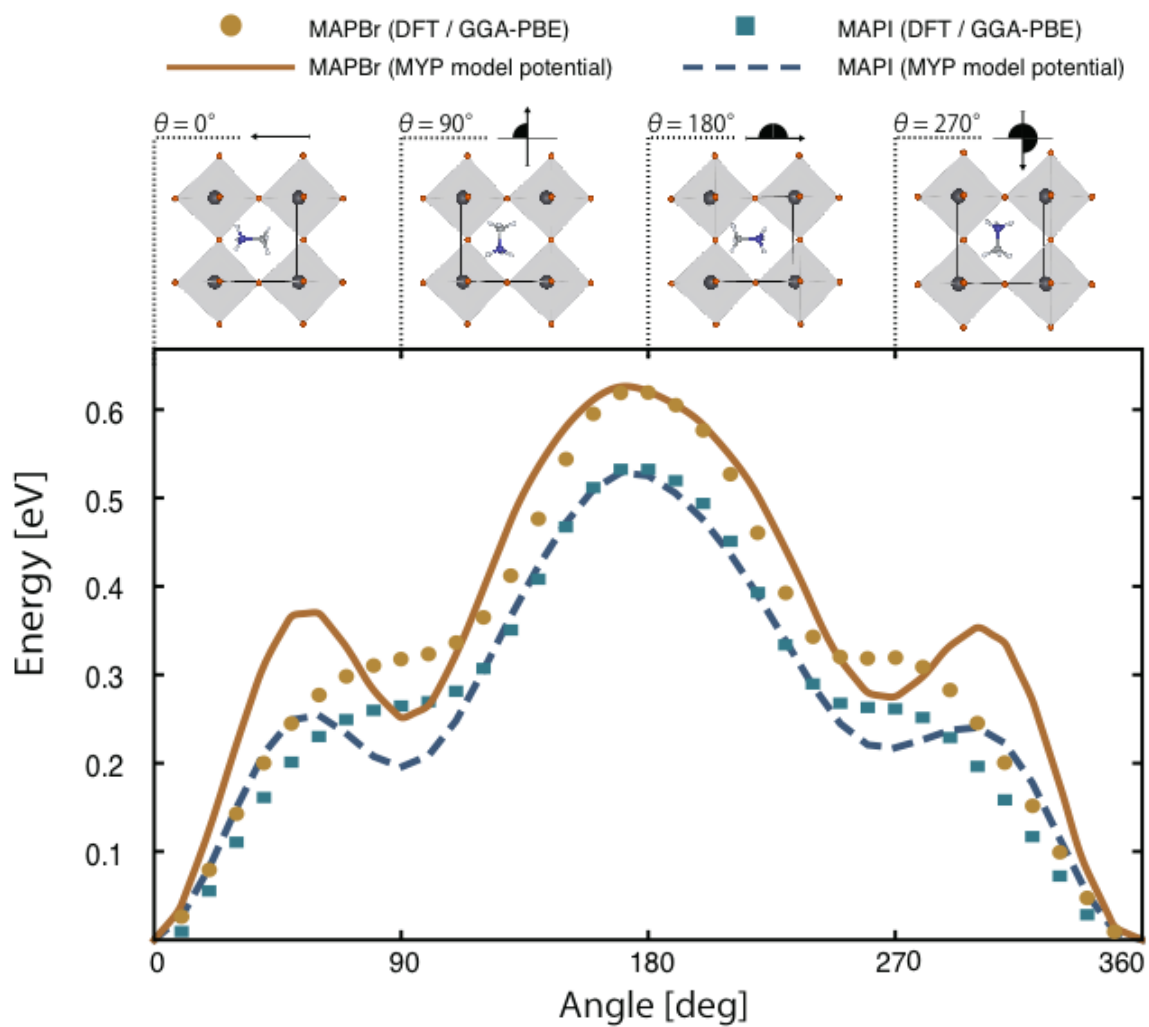 MAPBr (DFT / GGA-PBE) MAPI (DFT / GGA-PBE)
MAPBr (MYP model potential) MAPI (MYP model potential)
θ = 0° θ = 90° θ = 180° θ = 270°
Energy [eV]
0.6
0.5
0.4
0.3
0.2
0.1
0 90 180 270 360
Angle [deg]